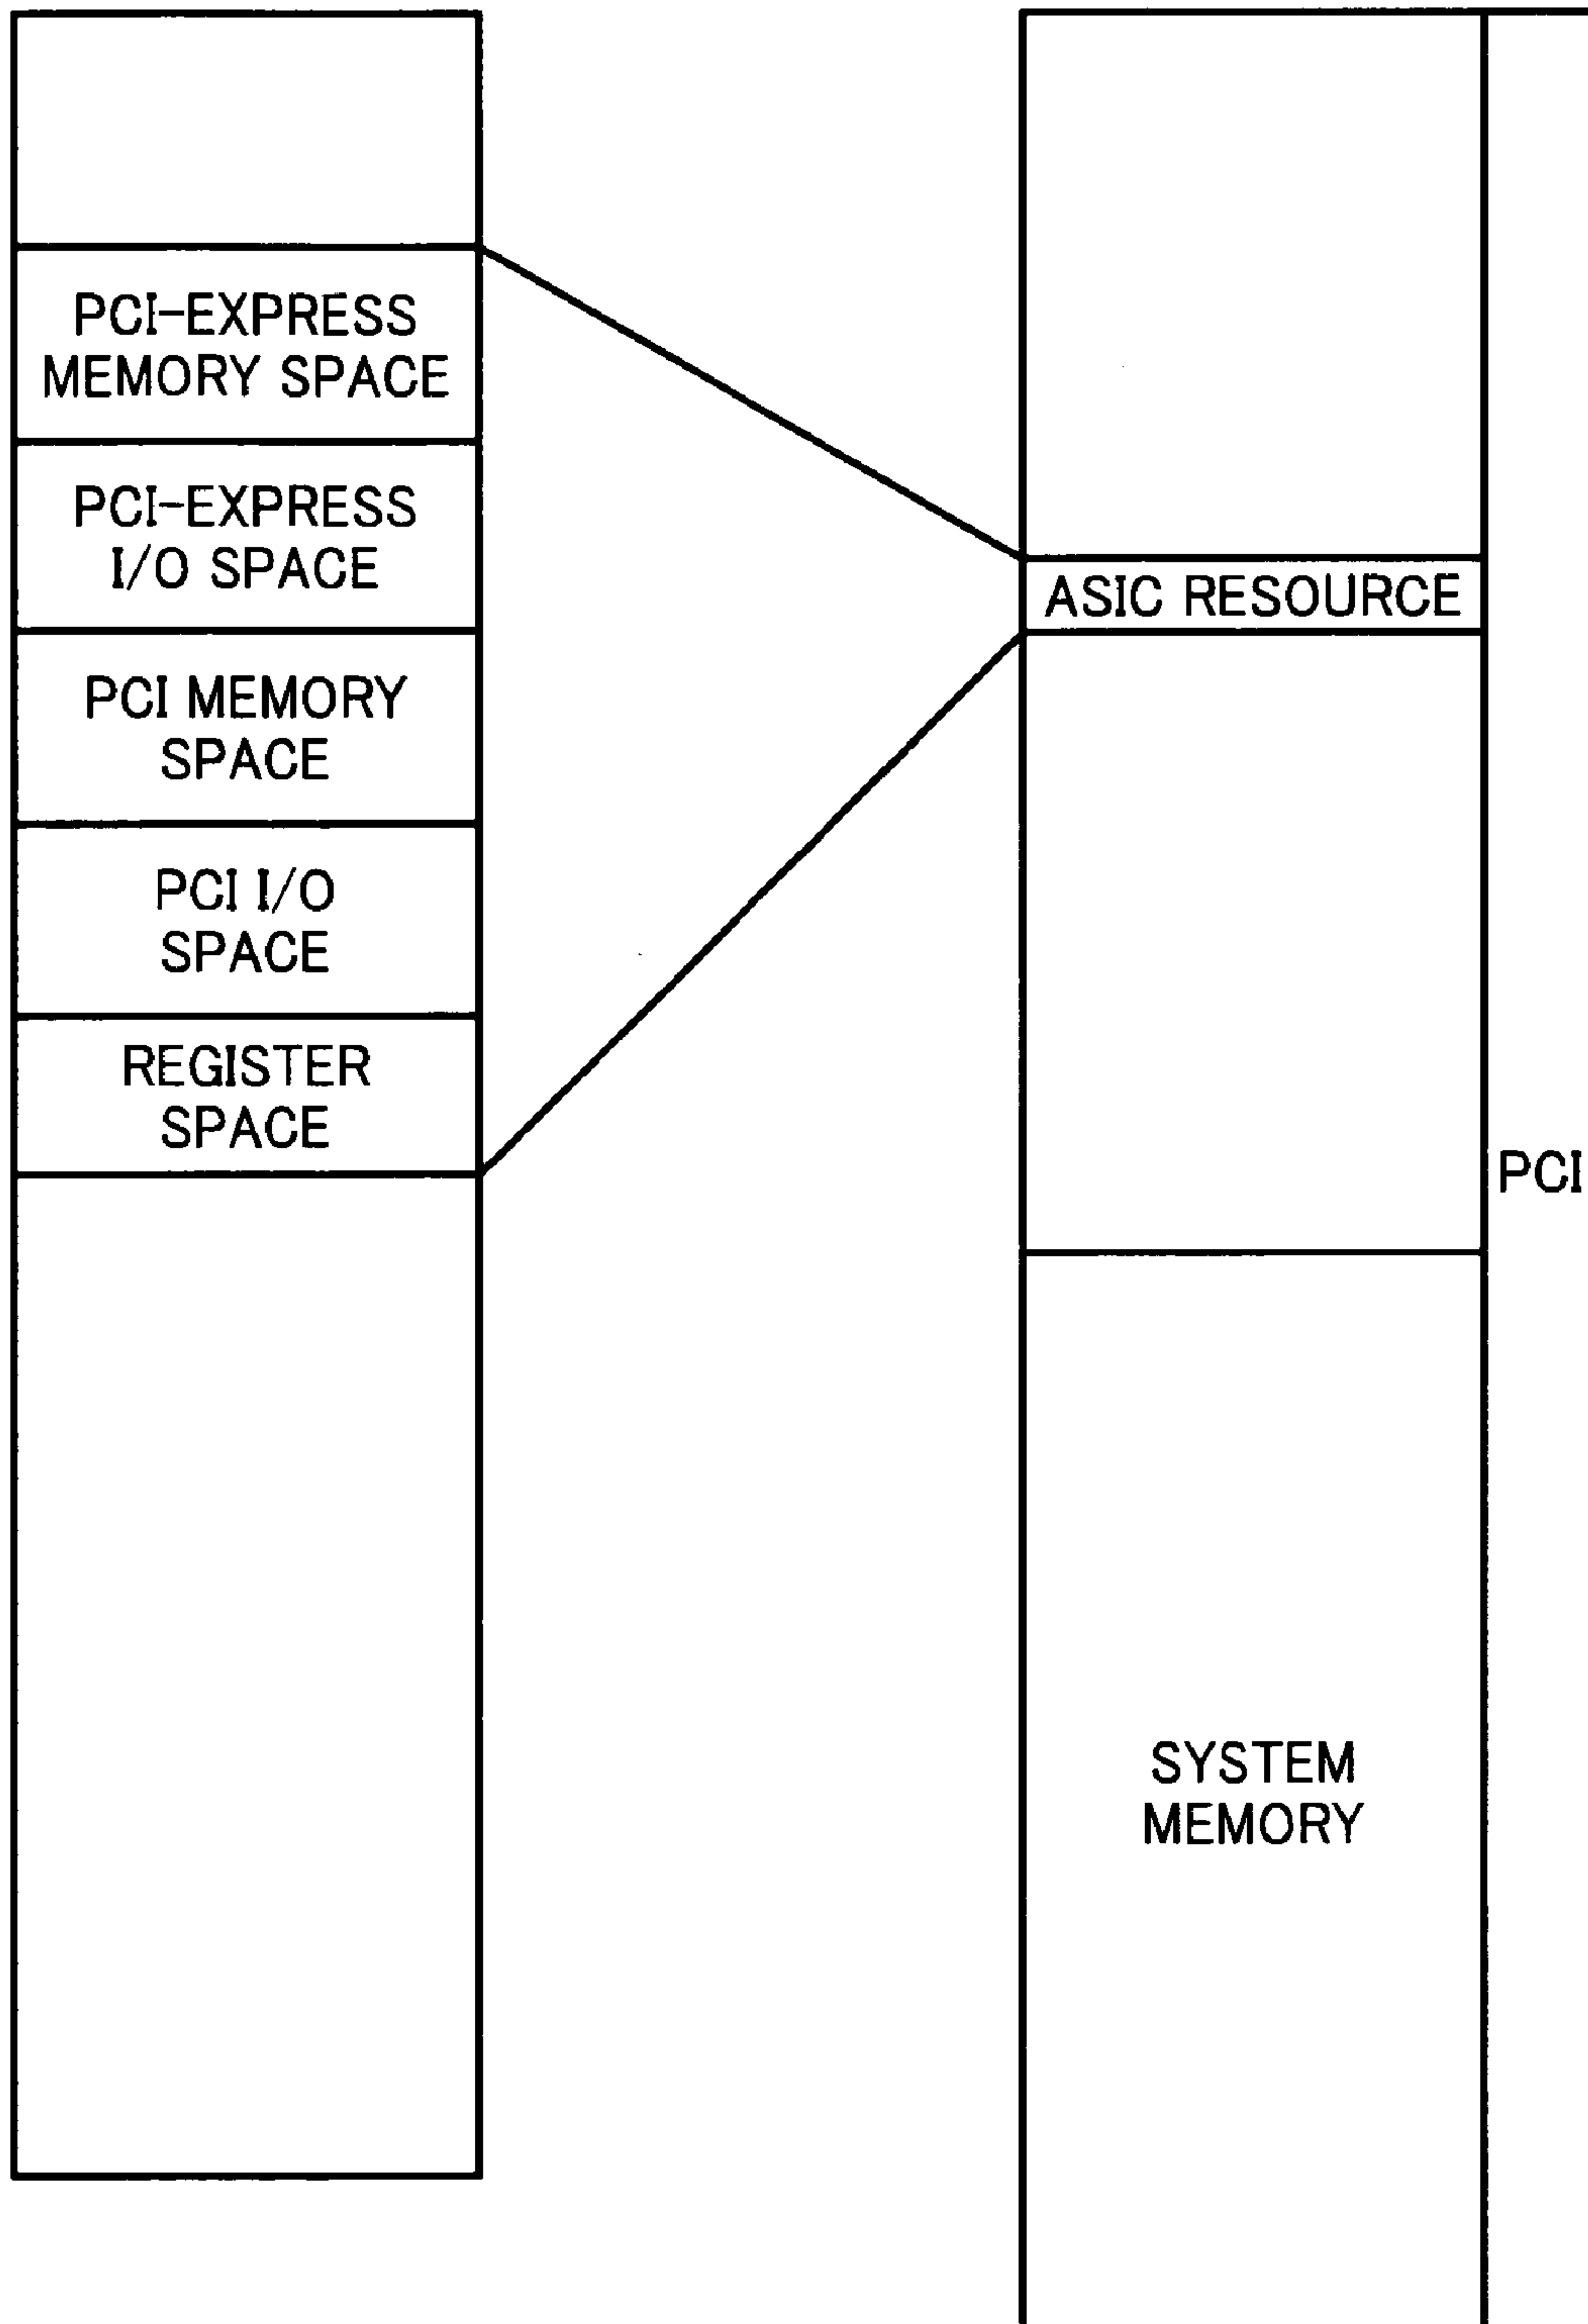 PCI-EXPRESS
MEMORY SPACE
PCI-EXPRESS
I/O SPACE
PCI MEMORY
SPACE
PCI I/O
SPACE
REGISTER
SPACE
ASIC RESOURCE
SYSTEM
MEMORY
PCI